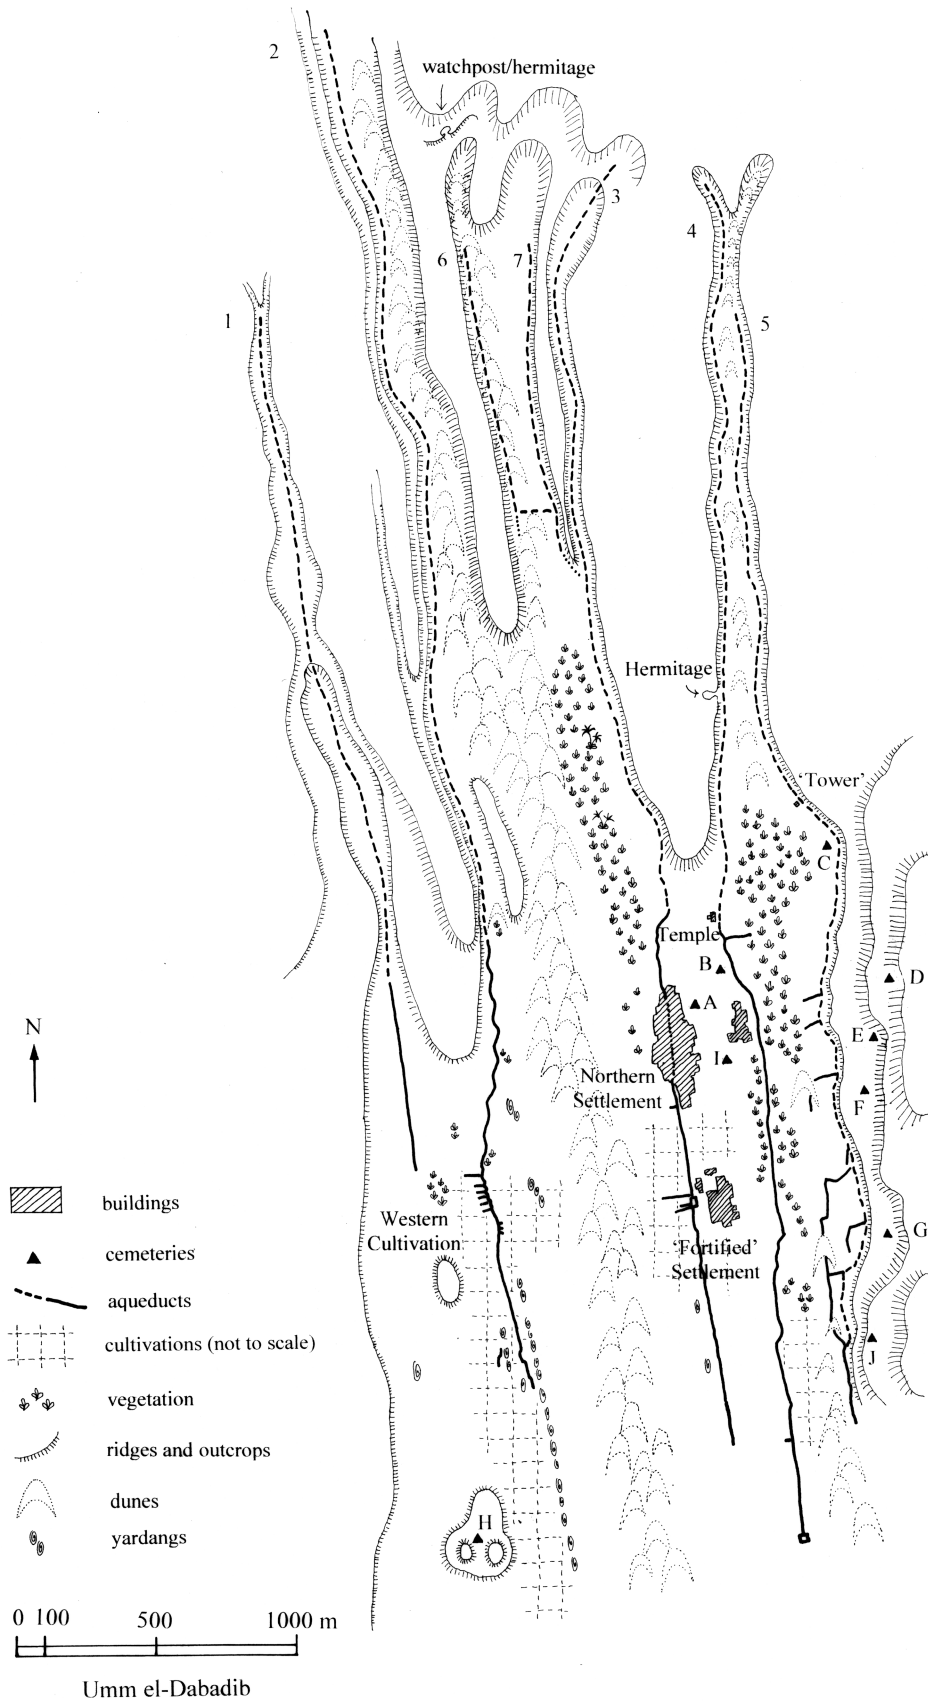 2
watchpost/hermitage
3
4
6
7
1
5
Hermitage
'Tower'
C
Temple
B
D
A
N
E
I
Northern
Settlement
F
buildings
Western
Cultivation
G
'Fortified'
Settlement
cemeteries
aqueducts
cultivations (not to scale)
J
vegetation
ridges and outcrops
dunes
H
yardangs
0 100 500 1000 m
Umm el-Dabadib